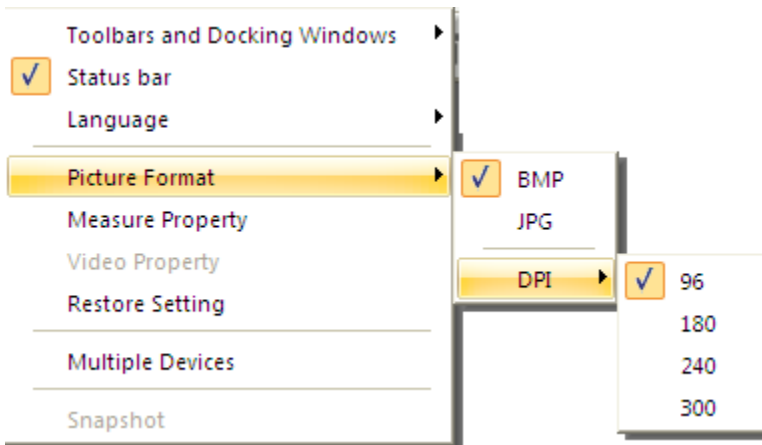 Toolbars and Docking Windows
Status bar
Language
Picture Format
Measure Property
Video Property
Restore Setting
Multiple Devices
Snapshot
BMP
JPG
DPI
96
180
240
300